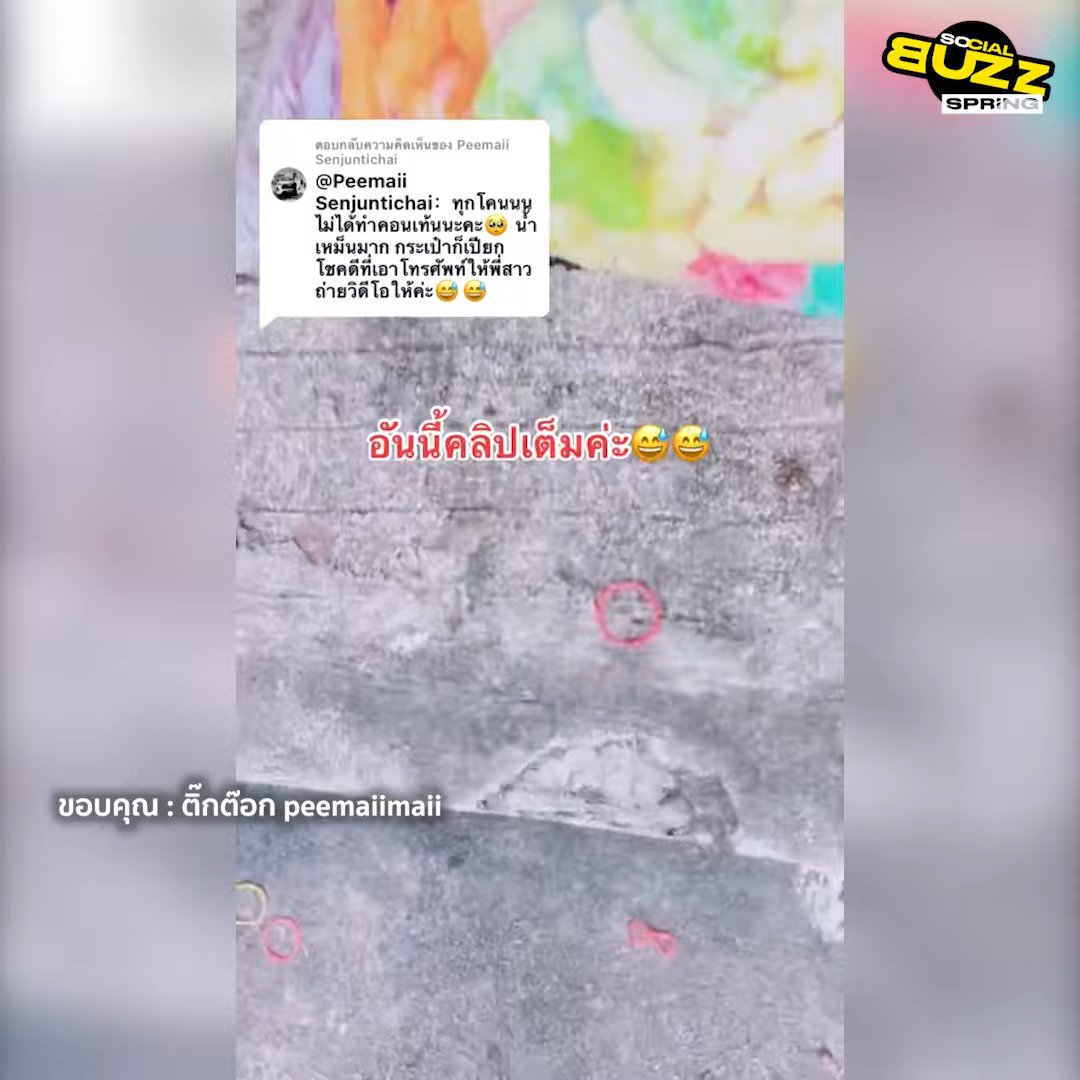 SOCIAL
BUZZ
SPRiNG
ตอบกลับความคิดเห็นของ Peemaii
Senjuntichai
@Peemaii
Senjuntichai: ทุกโคนนนู
ไม่ได้ทำคอนเท้นนะคะ🥺 น้ำ
เหม็นมาก กระเป๋าก็เปียก
โชคดีที่เอาโทรศัพท์ให้พี่สาว
ถ่ายวิดีโอให้ค่ะ😅 😅
อันนี้คลิปเต็มค่ะ😅😅
ขอบคุณ : ติ๊กต๊อก peemaiimaii